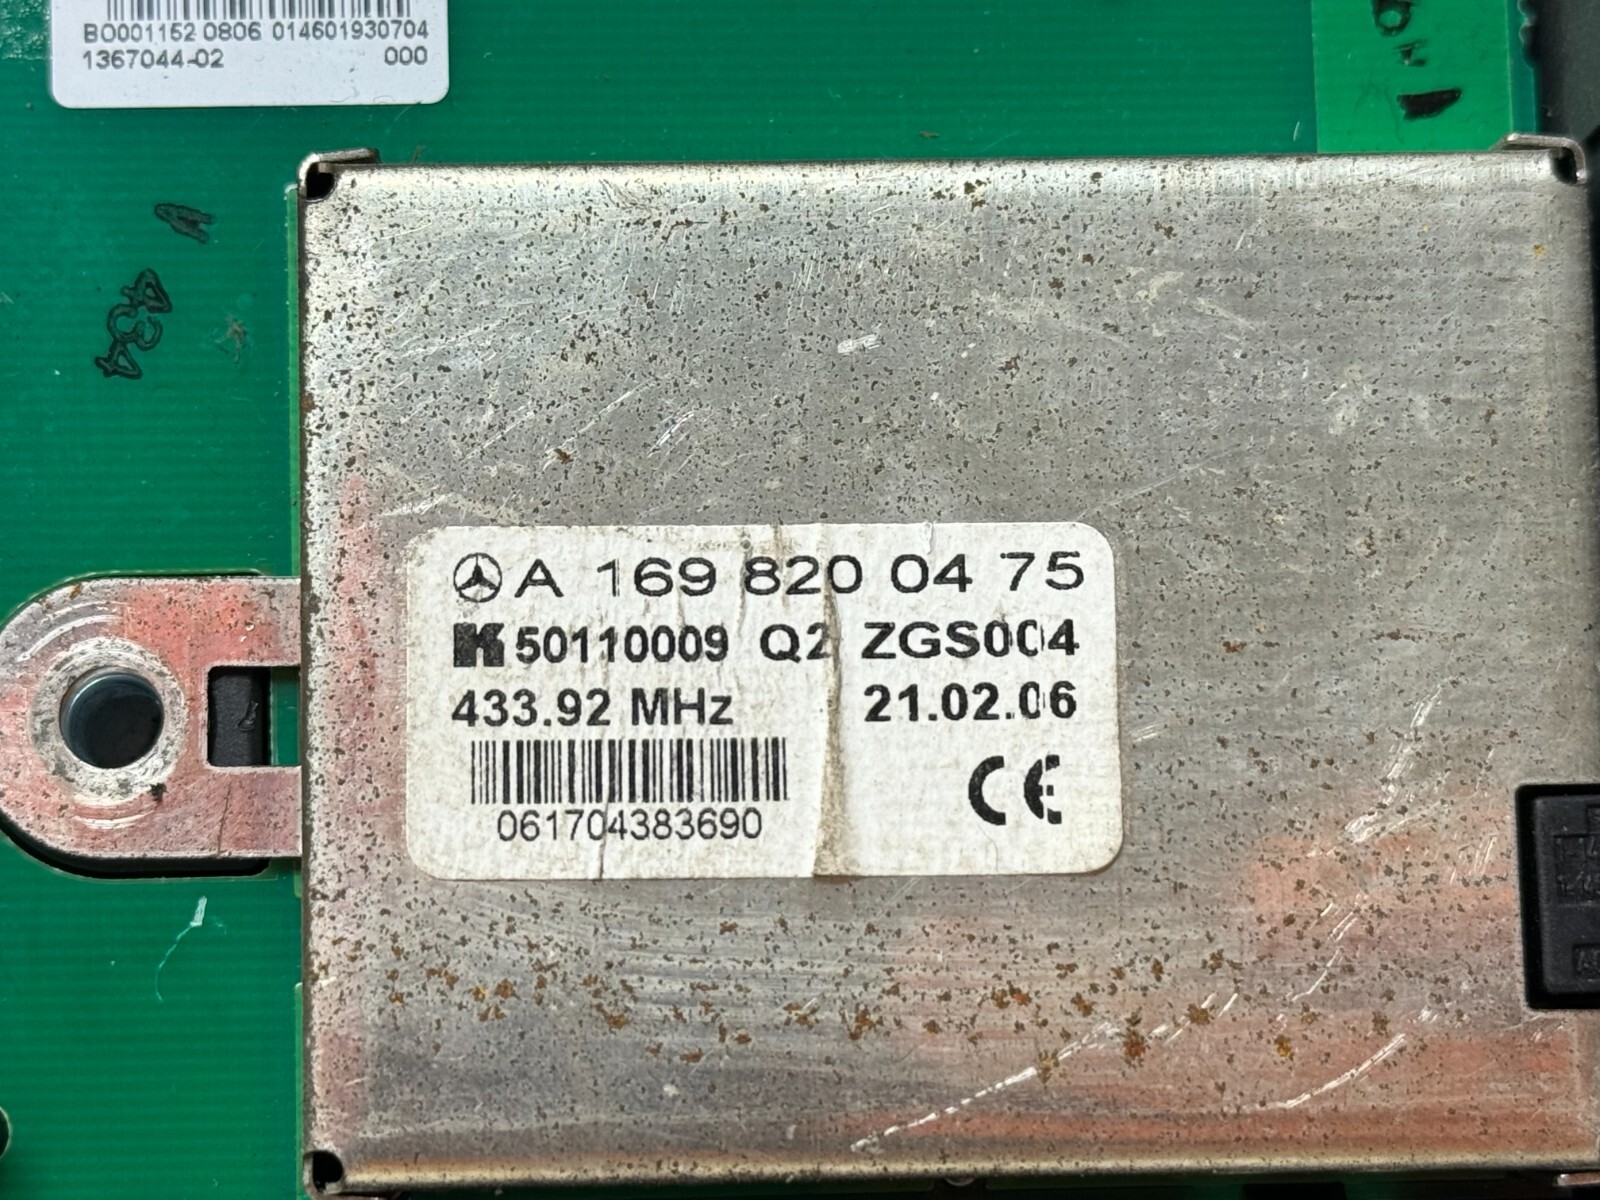 BO001152 0806 014601930704
1367044-02 000
434
A 169 820 04 75
K 50110009 Q2 ZGS004
433.92 MHz 21.02.06
061704383690
CE